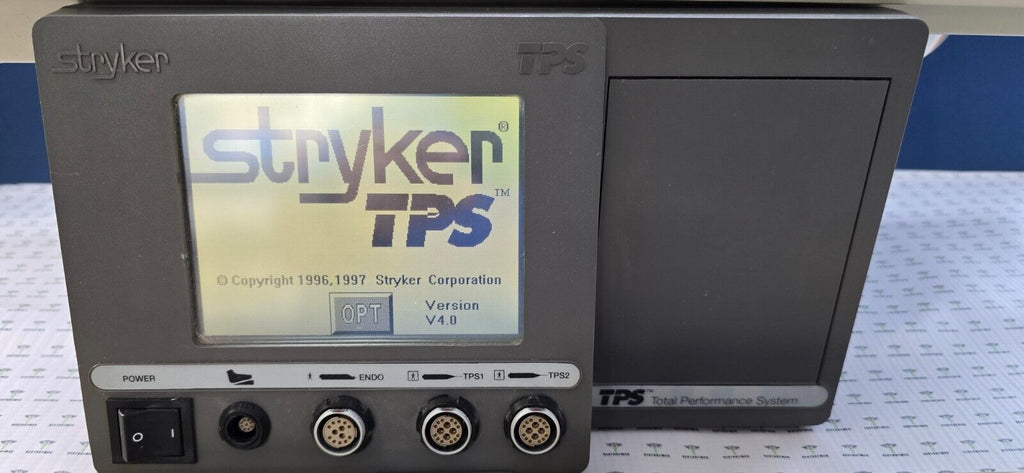 stryker
TPS
stryker®
TPS™
© Copyright 1996,1997 Stryker Corporation
OPT
Version
V4.0
POWER
ENDO
TPS1
TPS2
TPS™ Total Performance System